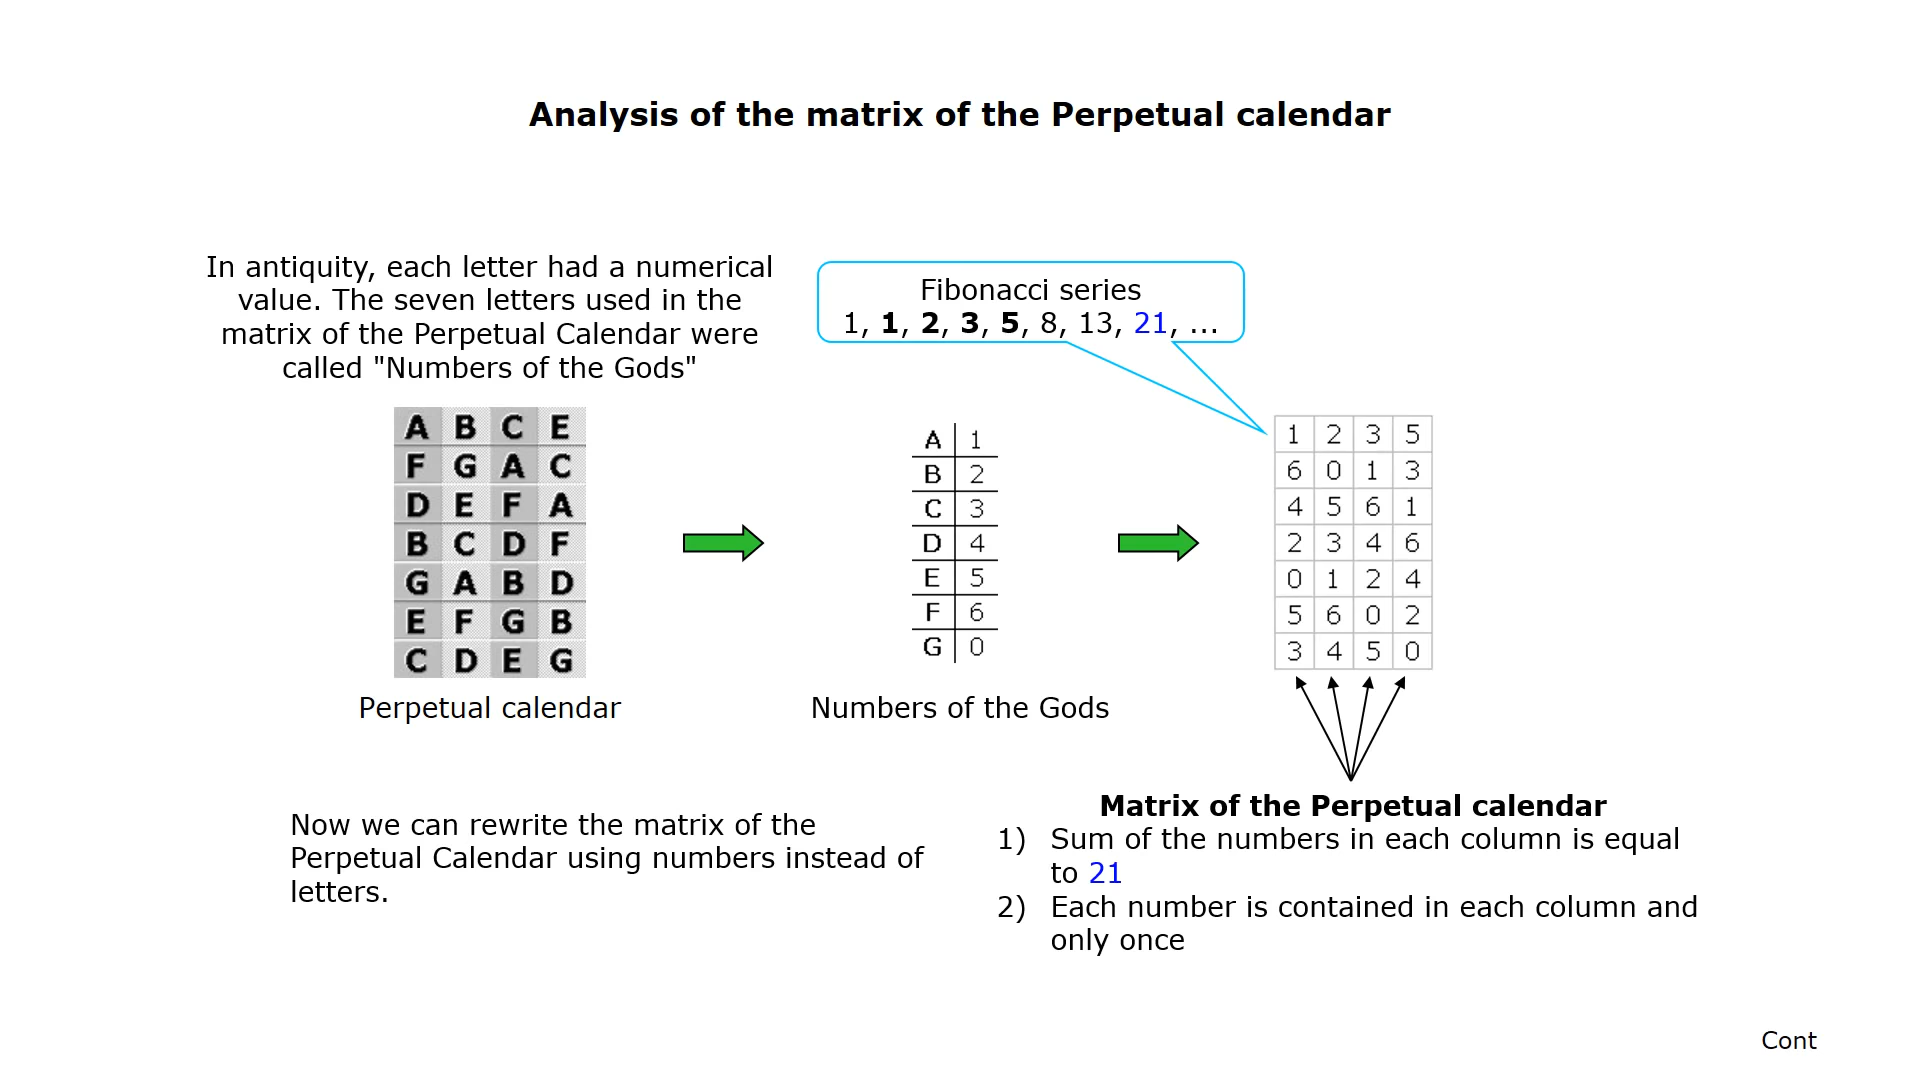 Analysis of the matrix of the Perpetual calendar
In antiquity, each letter had a numerical
value. The seven letters used in the
matrix of the Perpetual Calendar were
called "Numbers of the Gods"
Fibonacci series
1, 1, 2, 3, 5, 8, 13, 21, ...
A B C E
F G A C
D E F A
B C D F
G A B D
E F G B
C D E G
Perpetual calendar
A 1
B 2
C 3
D 4
E 5
F 6
G 0
Numbers of the Gods
1 2 3 5
6 0 1 3
4 5 6 1
2 3 4 6
0 1 2 4
5 6 0 2
3 4 5 0
Now we can rewrite the matrix of the
Perpetual Calendar using numbers instead of
letters.
Matrix of the Perpetual calendar
1) Sum of the numbers in each column is equal
to 21
2) Each number is contained in each column and
only once
Cont